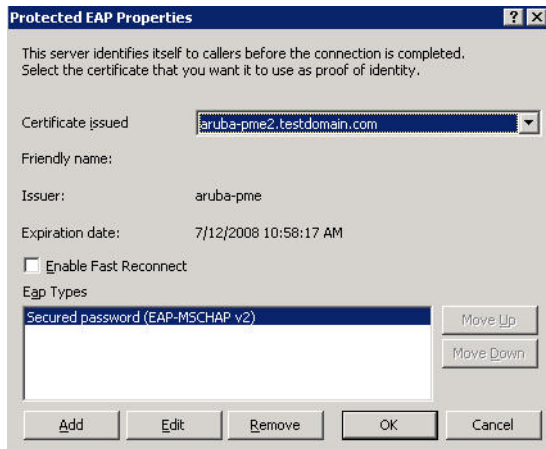 Protected EAP Properties
This server identifies itself to callers before the connection is completed.
Select the certificate that you want it to use as proof of identity.
Certificate issued
aruba-pme2.testdomain.com
Friendly name:
Issuer:
aruba-pme
Expiration date:
7/12/2008 10:58:17 AM
Enable Fast Reconnect
Eap Types
Secured password (EAP-MSCHAP v2)
Move Up
Move Down
Add
Edit
Remove
OK
Cancel